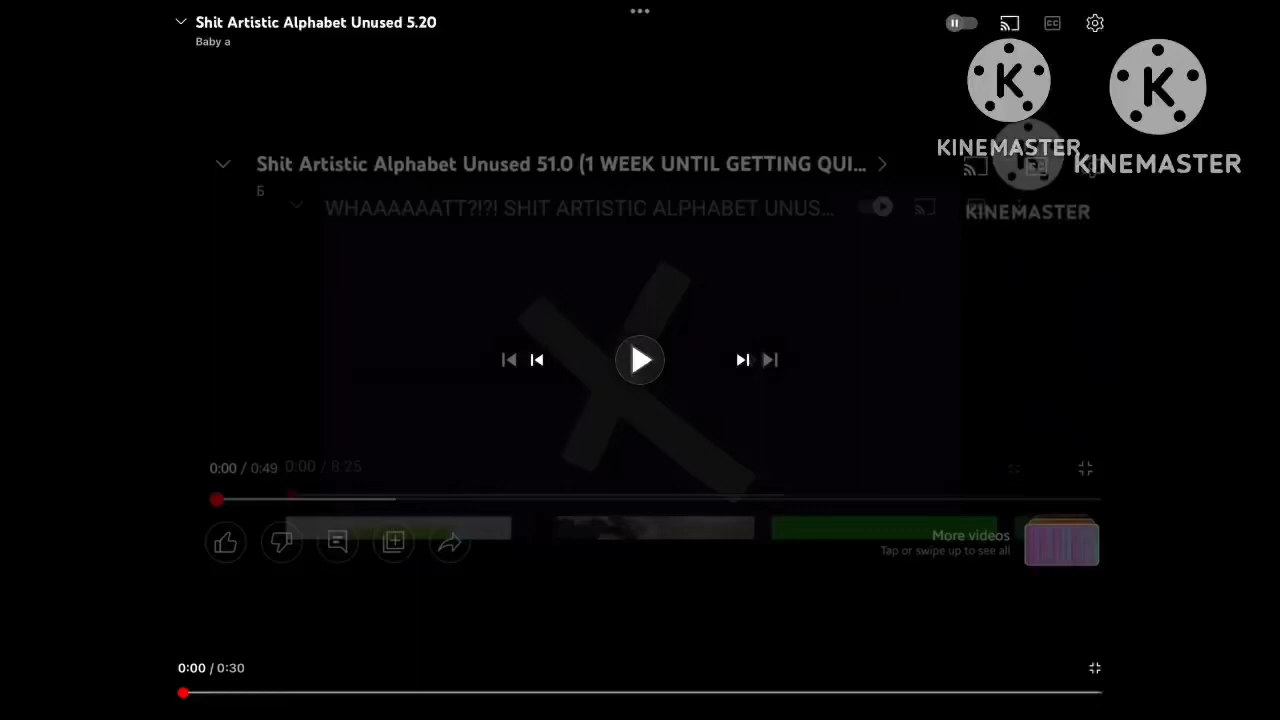 Shit Artistic Alphabet Unused 5.20
Baby a
CC
K
K
KINEMASTER
KINEMASTER
Shit Artistic Alphabet Unused 51.0 (1 WEEK UNTIL GETTING QUI...
Б
WHAAAAAATT?!?! SHIT ARTISTIC ALPHABET UNUS...
KINEMASTER
0:00 / 0:49
0:00 / 8:25
More videos
Tap or swipe up to see all
0:00 / 0:30